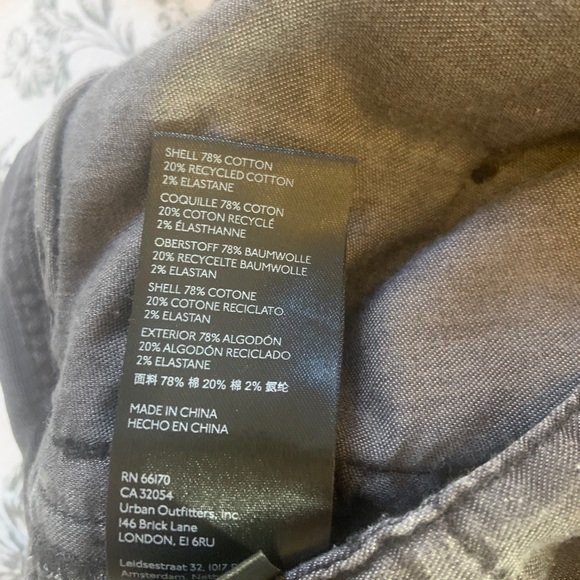 SHELL 78% COTTON
20% RECYCLED COTTON
2% ELASTANE
COQUILLE 78% COTON
20% COTON RECYCLÉ
2% ÉLASTHANNE
OBERSTOFF 78% BAUMWOLLE
20% RECYCELTE BAUMWOLLE
2% ELASTAN
SHELL 78% COTONE
20% COTONE RECICLATO
2% ELASTAN
EXTERIOR 78% ALGODÓN
20% ALGODÓN RECICLADO
2% ELASTANE
面料 78% 棉 20% 棉 2% 氨纶
MADE IN CHINA
HECHO EN CHINA
RN 66170
CA 32054
Urban Outfitters, Inc.
146 Brick Lane
LONDON, E1 6RU
Leidsestraat 32, 1017
Amsterdam,